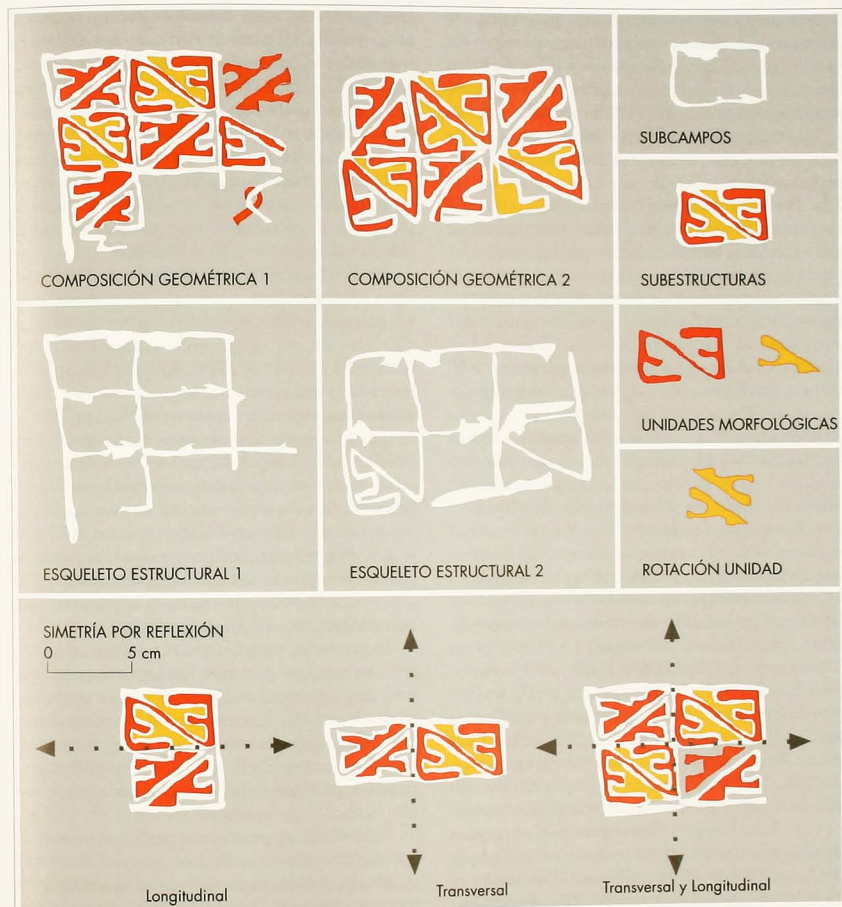 SUBCAMPOS
COMPOSICIÓN GEOMÉTRICA 1
COMPOSICIÓN GEOMÉTRICA 2
SUBESTRUCTURAS
UNIDADES MORFOLÓGICAS
ESQUELETO ESTRUCTURAL 1
ESQUELETO ESTRUCTURAL 2
ROTACIÓN UNIDAD
SIMETRÍA POR REFLEXIÓN
0 5 cm
Longitudinal
Transversal
Transversal y Longitudinal